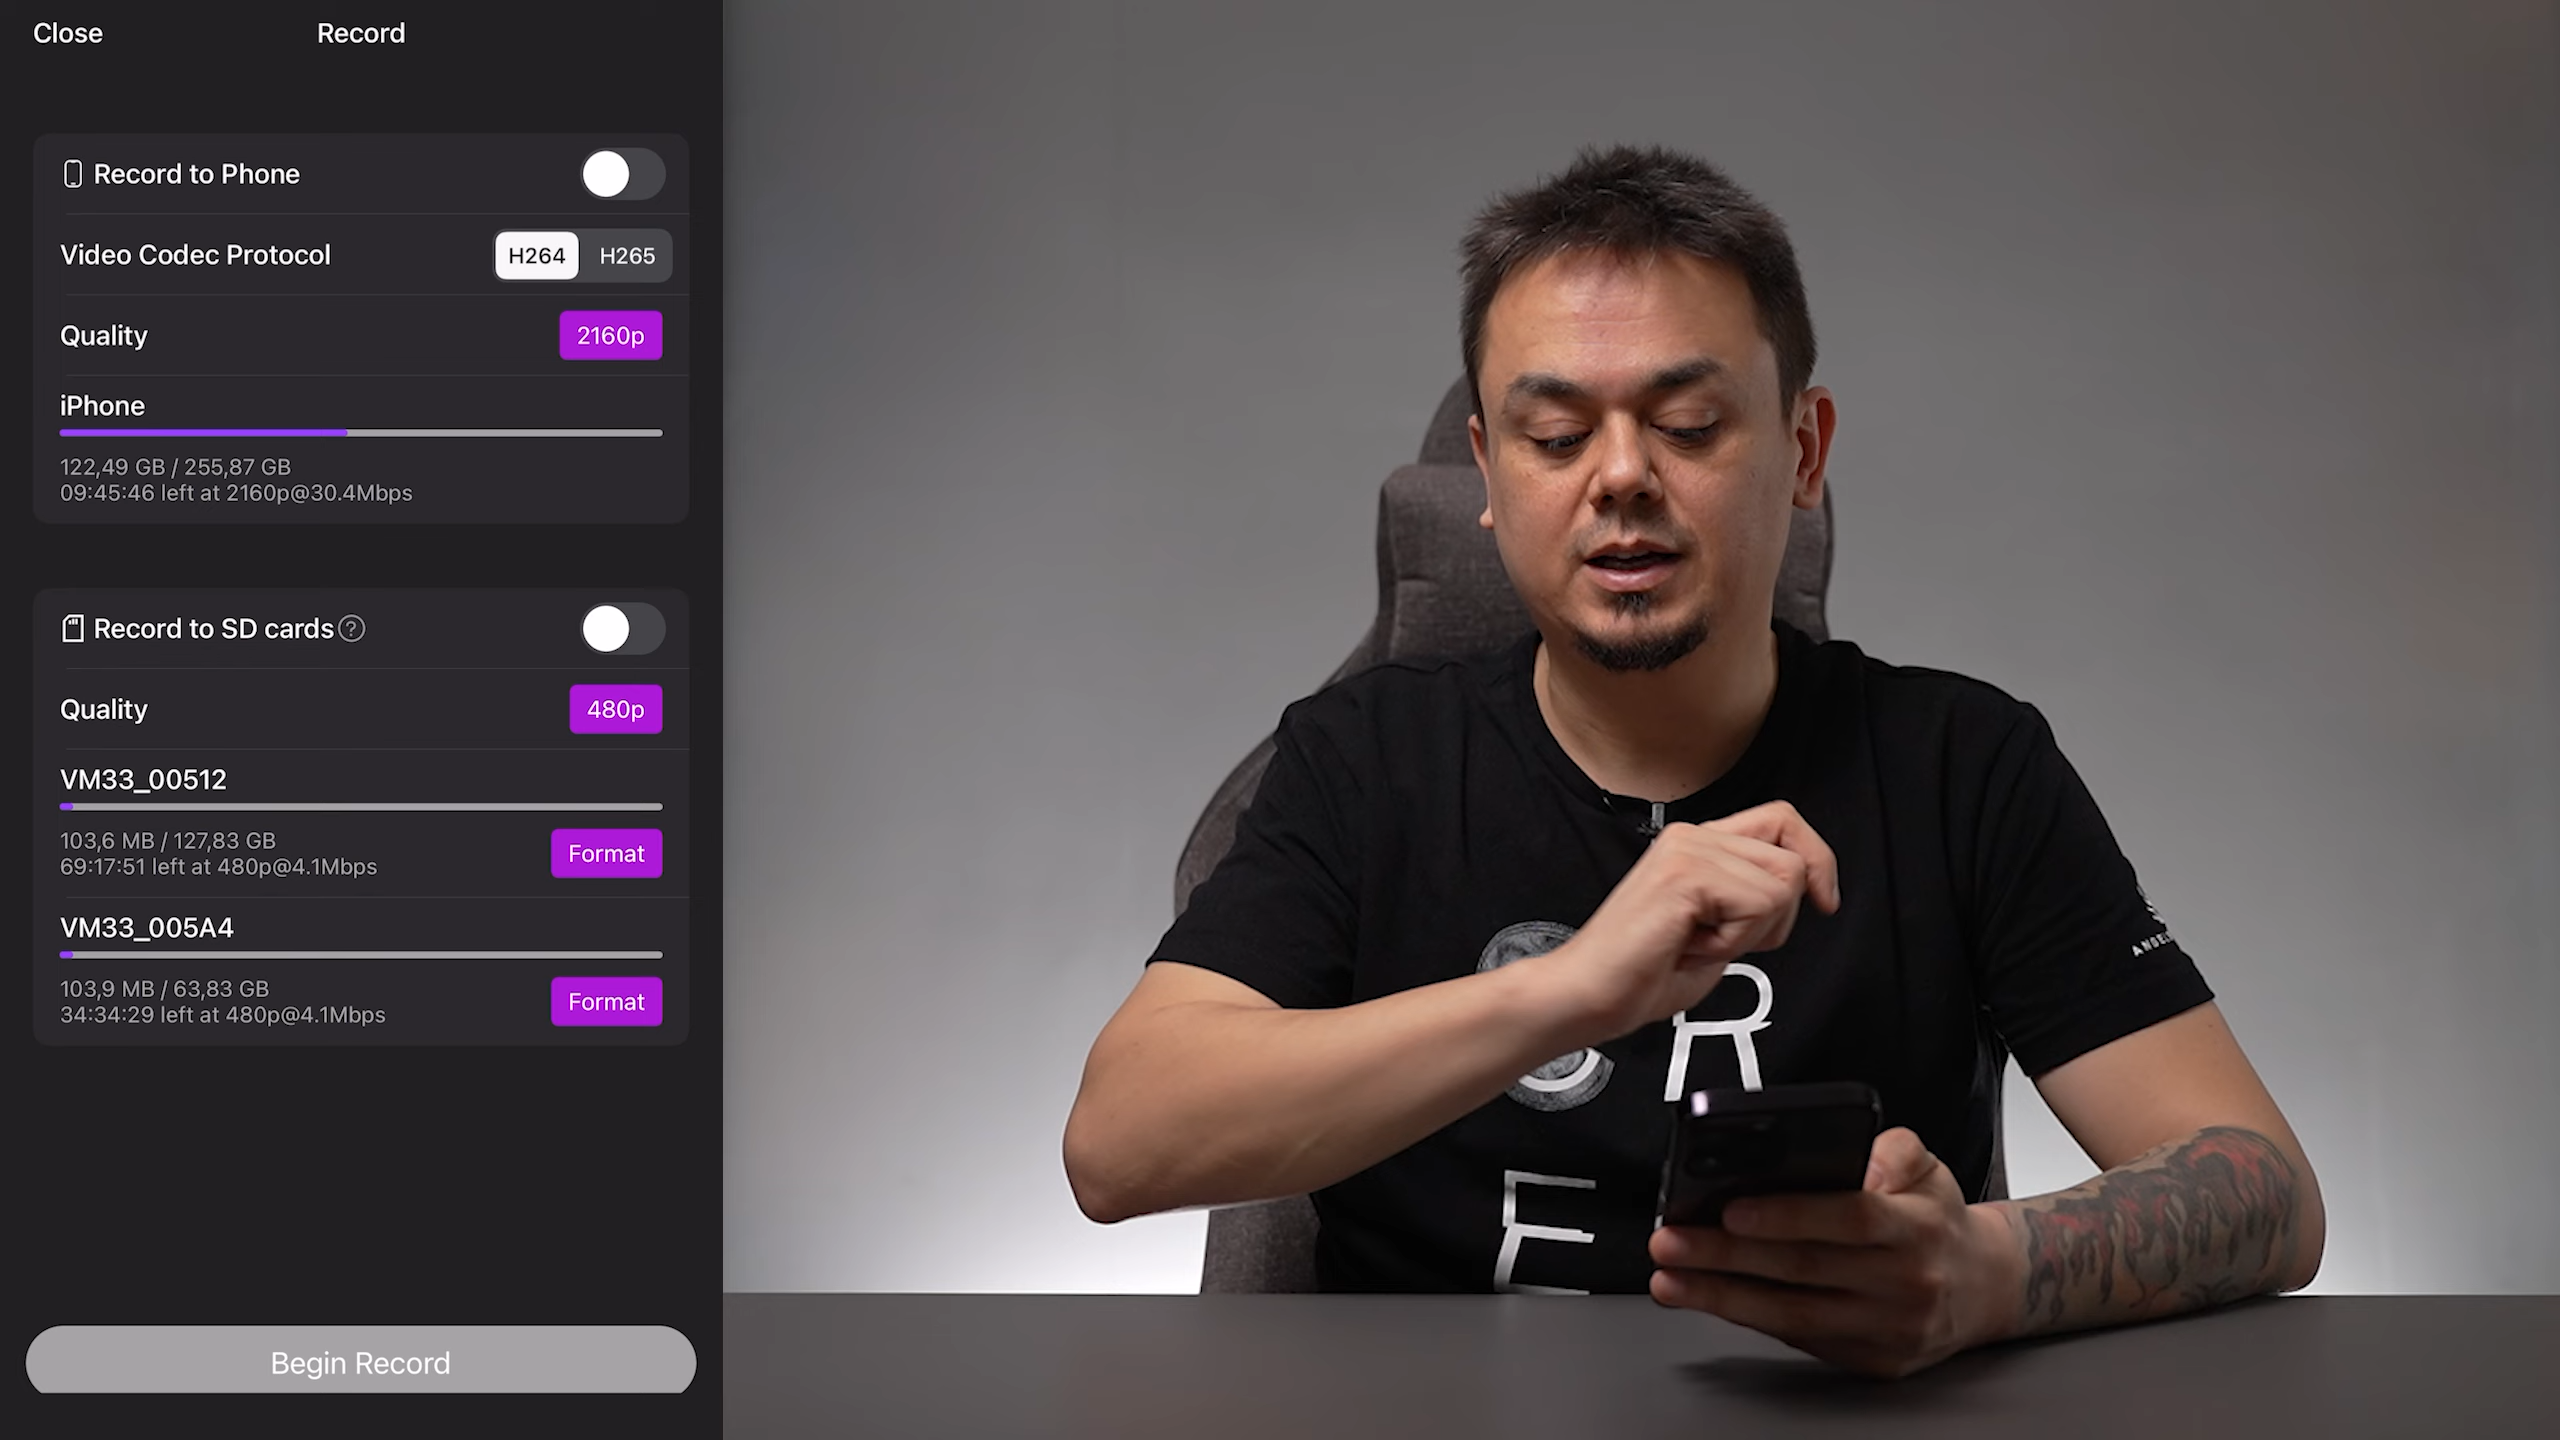 Close
Record
Record to Phone
Video Codec Protocol
H264 H265
Quality
2160p
iPhone
122,49 GB / 255,87 GB
09:45:46 left at 2160p@30.4Mbps
Record to SD cards ?
Quality
480p
VM33_00512
103,6 MB / 127,83 GB
69:17:51 left at 480p@4.1Mbps
Format
VM33_005A4
103,9 MB / 63,83 GB
34:34:29 left at 480p@4.1Mbps
Format
Begin Record
C R
E